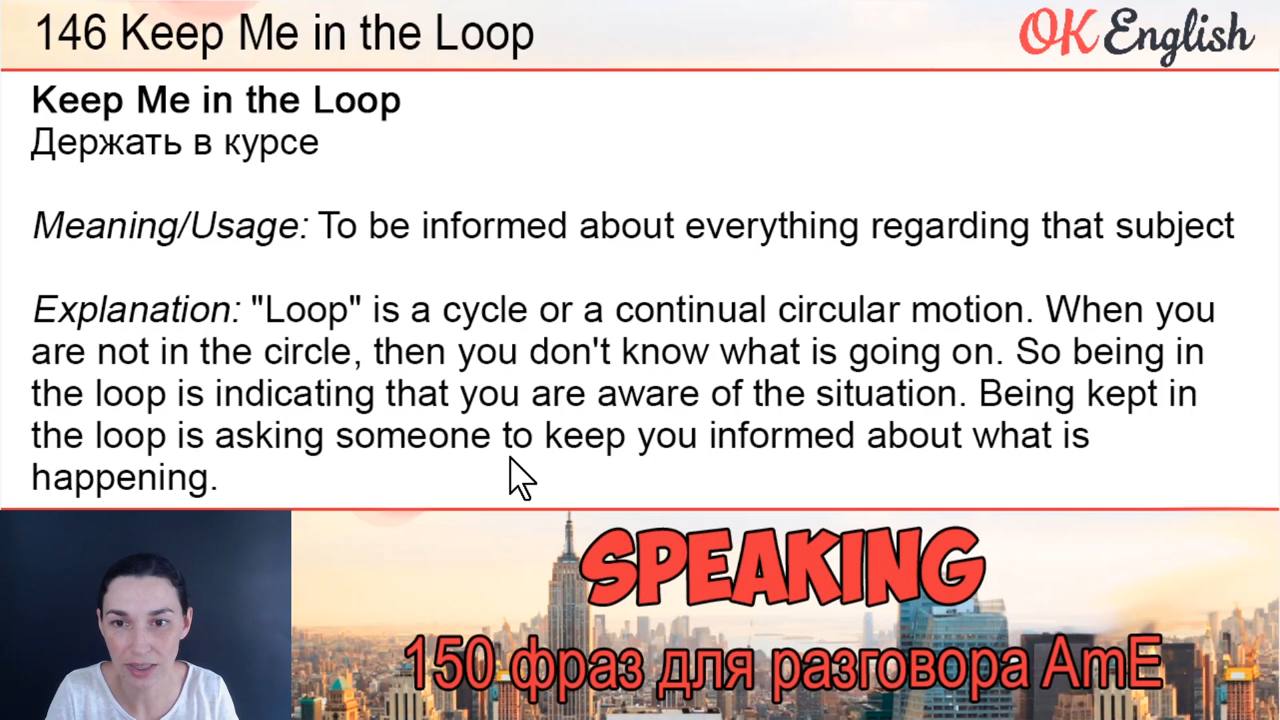 146 Keep Me in the Loop
OK English
Keep Me in the Loop
Держать в курсе
Meaning/Usage: To be informed about everything regarding that subject
Explanation: "Loop" is a cycle or a continual circular motion. When you
are not in the circle, then you don't know what is going on. So being in
the loop is indicating that you are aware of the situation. Being kept in
the loop is asking someone to keep you informed about what is
happening.
SPEAKING
150 фраз для разговора AmE